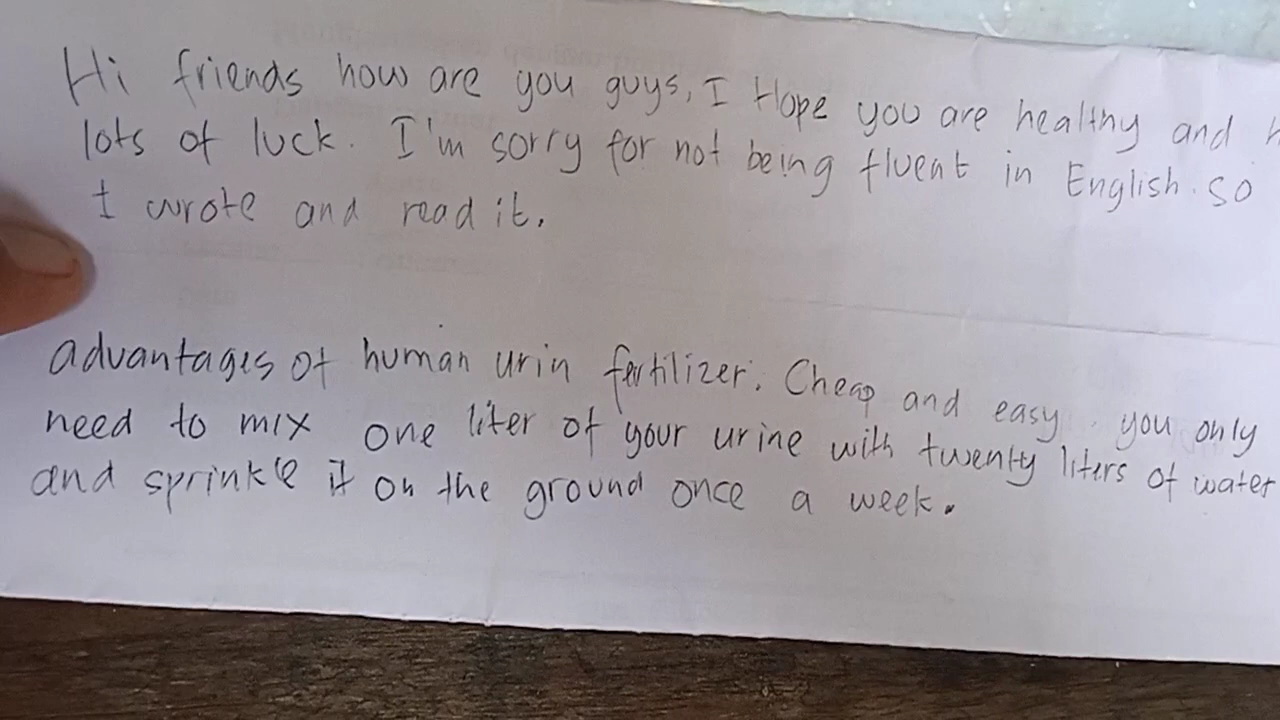 Hi friends how are you guys, I Hope you are healthy and
lots of luck. I'm sorry for not being fluent in English. so
I wrote and read it.
advantages of human urin fertilizer. Cheap and easy. you only
need to mix one liter of your urine with twenty liters of water
and sprinkle it on the ground once a week.